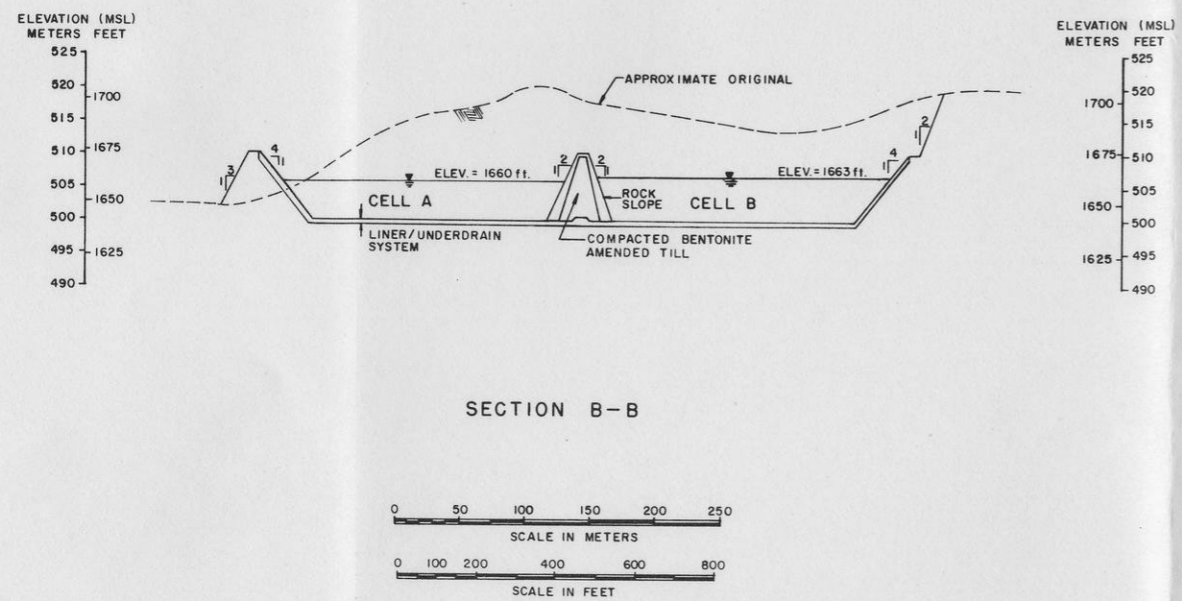 ELEVATION (MSL)
METERS FEET
525
520
1700
515
510
1675
505
1650
500
495
1625
490
ELEVATION (MSL)
METERS FEET
525
520
1700
515
510
1675
505
1650
500
495
1625
490
APPROXIMATE ORIGINAL
3
1
4
1
ELEV. = 1660 ft.
CELL A
LINER/UNDERDRAIN
SYSTEM
2
1
2
1
ROCK
SLOPE
COMPACTED BENTONITE
AMENDED TILL
CELL B
ELEV. = 1663 ft.
4
1
2
1
SECTION B-B
0 50 100 150 200 250
SCALE IN METERS
0 100 200 400 600 800
SCALE IN FEET